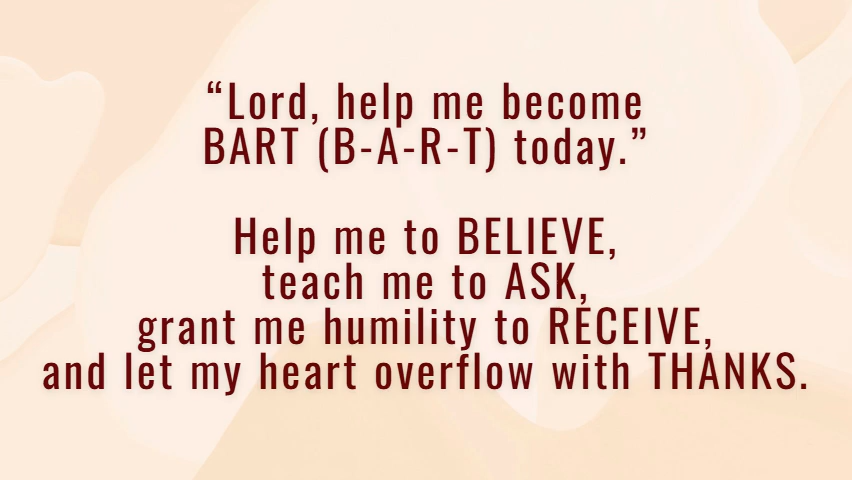 “Lord, help me become
BART (B-A-R-T) today.”
Help me to BELIEVE,
teach me to ASK,
grant me humility to RECEIVE,
and let my heart overflow with THANKS.